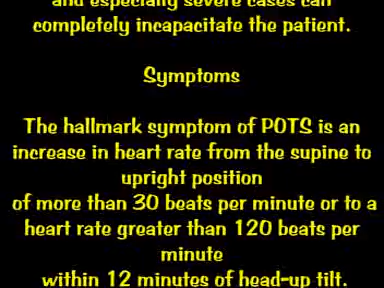 and especially severe cases can
completely incapacitate the patient.
Symptoms
The hallmark symptom of POTS is an
increase in heart rate from the supine to
upright position
of more than 30 beats per minute or to a
heart rate greater than 120 beats per
minute
within 12 minutes of head-up tilt.